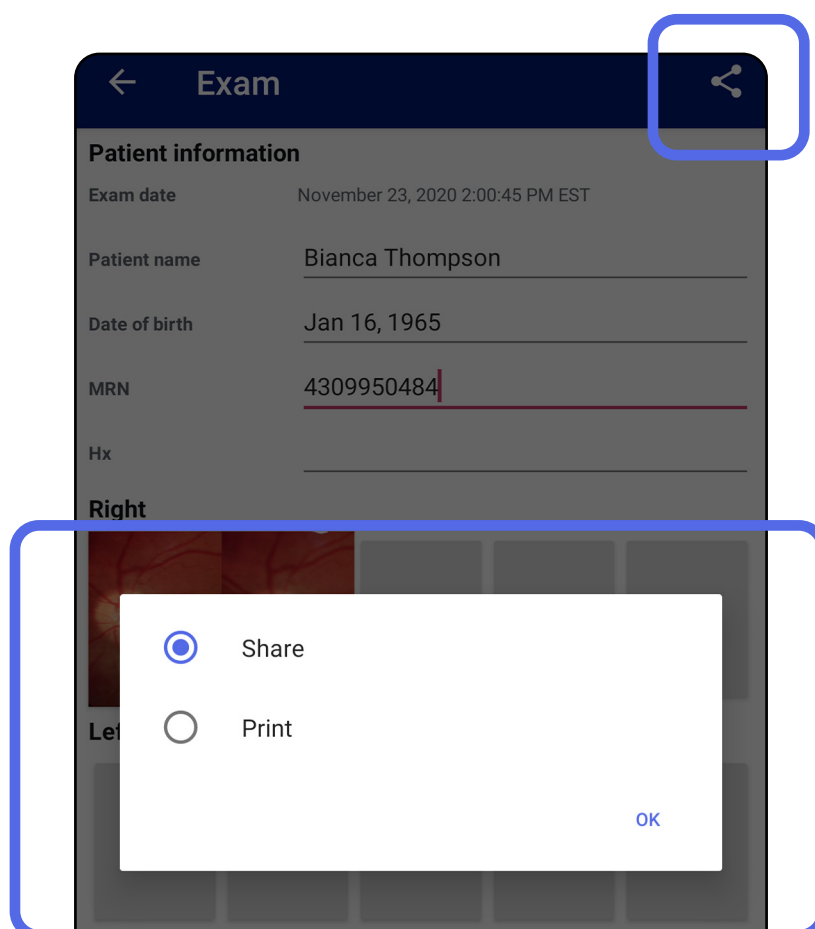 Exam
Patient information
Exam date November 23, 2020 2:00:45 PM EST
Patient name Bianca Thompson
Date of birth Jan 16, 1965
MRN 4309950484
Hx
Right
Share
Print
OK